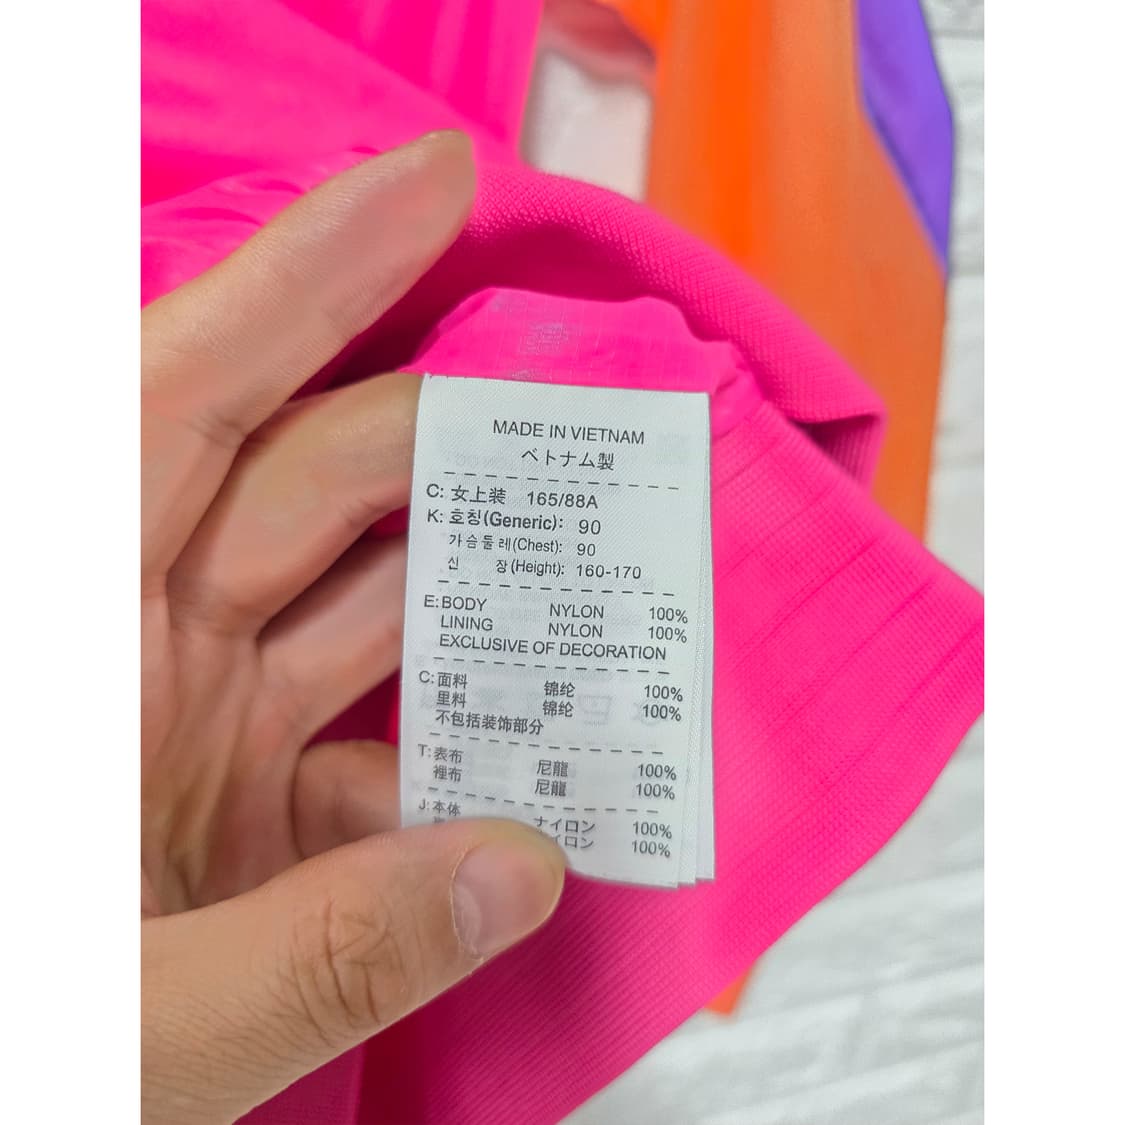 MADE IN VIETNAM
ベトナム製
C: 女上装 165/88A
K: 호칭(Generic): 90
가슴둘레(Chest): 90
신 장(Height): 160-170
E: BODY NYLON 100%
LINING NYLON 100%
EXCLUSIVE OF DECORATION
C: 面料 锦纶 100%
里料 锦纶 100%
不包括装饰部分
T: 表布 尼龍 100%
裡布 尼龍 100%
J: 本体 ナイロン 100%
イロン 100%